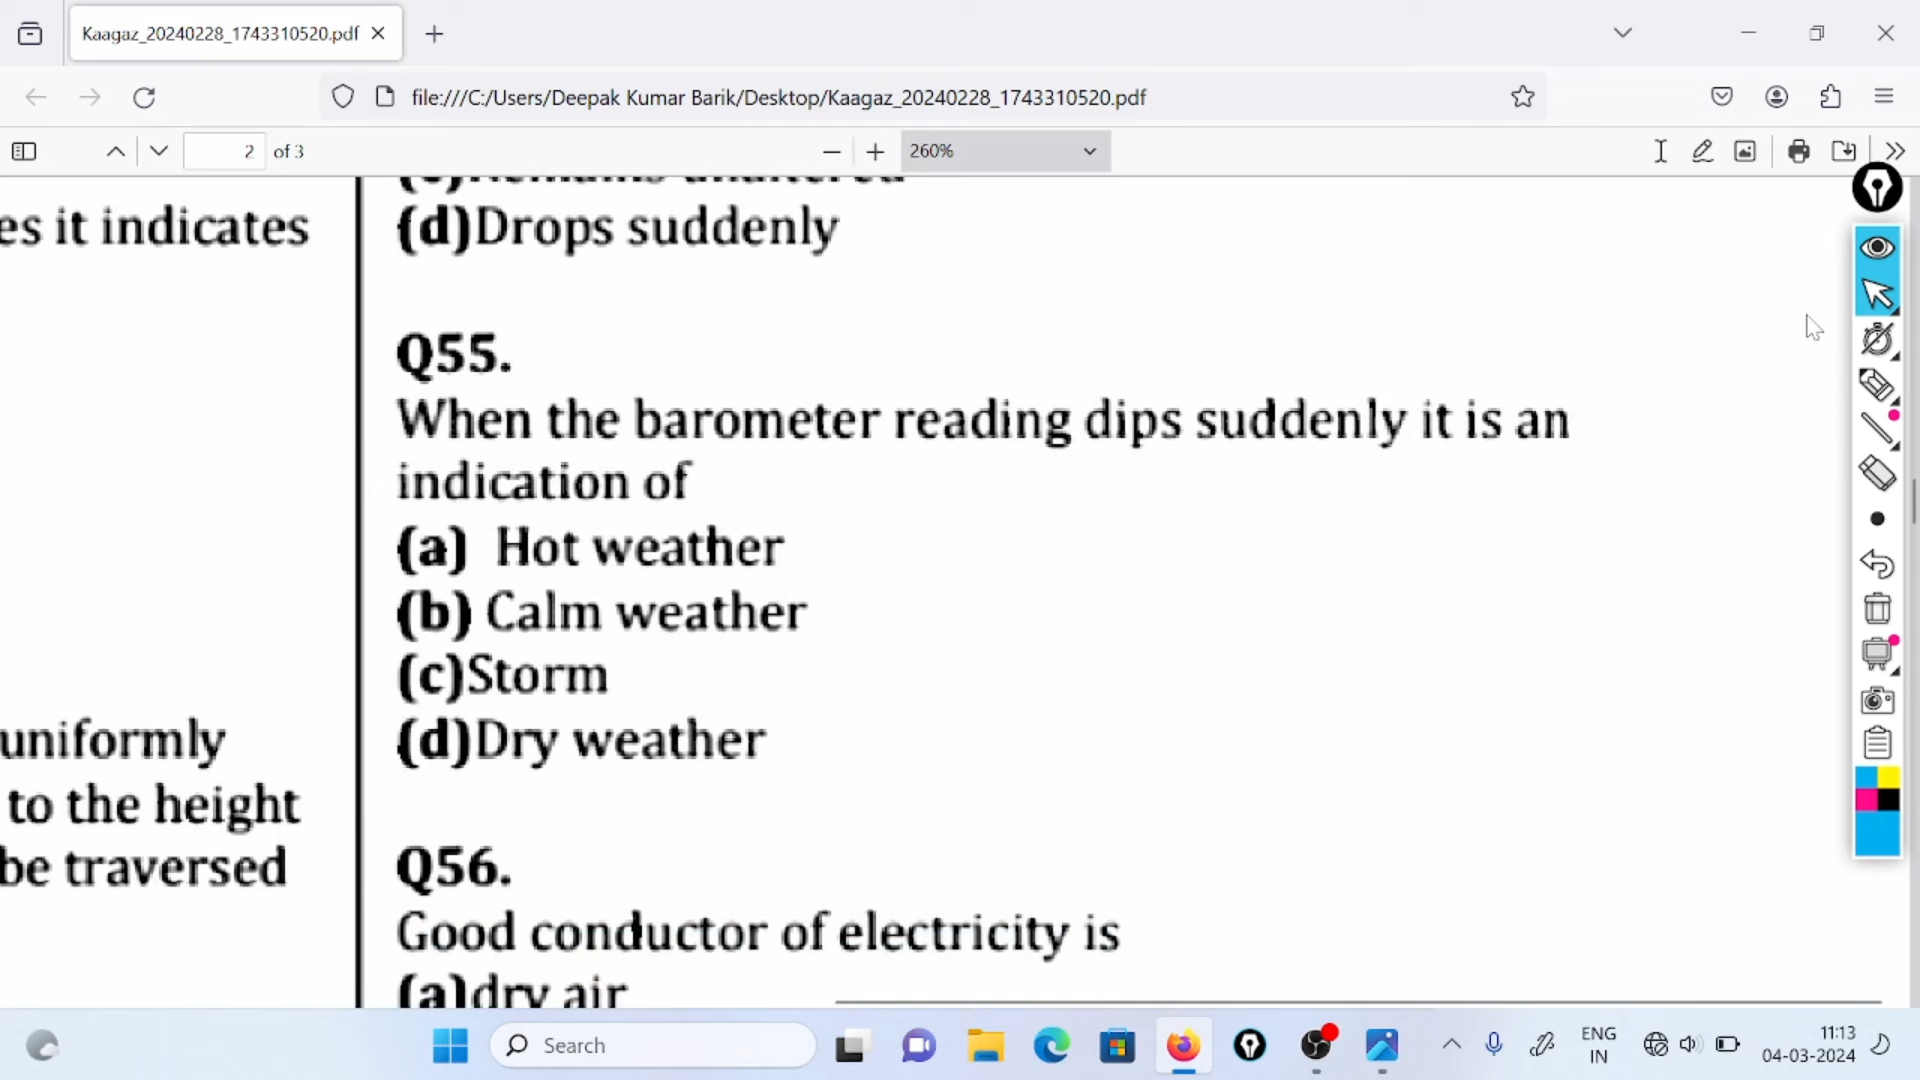 Kaagaz_20240228_1743310520.pdf
file:///C:/Users/Deepak Kumar Barik/Desktop/Kaagaz_20240228_1743310520.pdf
2 of 3
260%
es it indicates
uniformly
to the height
be traversed
(d)Drops suddenly
Q55.
When the barometer reading dips suddenly it is an
indication of
(a) Hot weather
(b) Calm weather
(c)Storm
(d)Dry weather
Q56.
Good conductor of electricity is
(a)dry air
Search
ENG
IN
11:13
04-03-2024